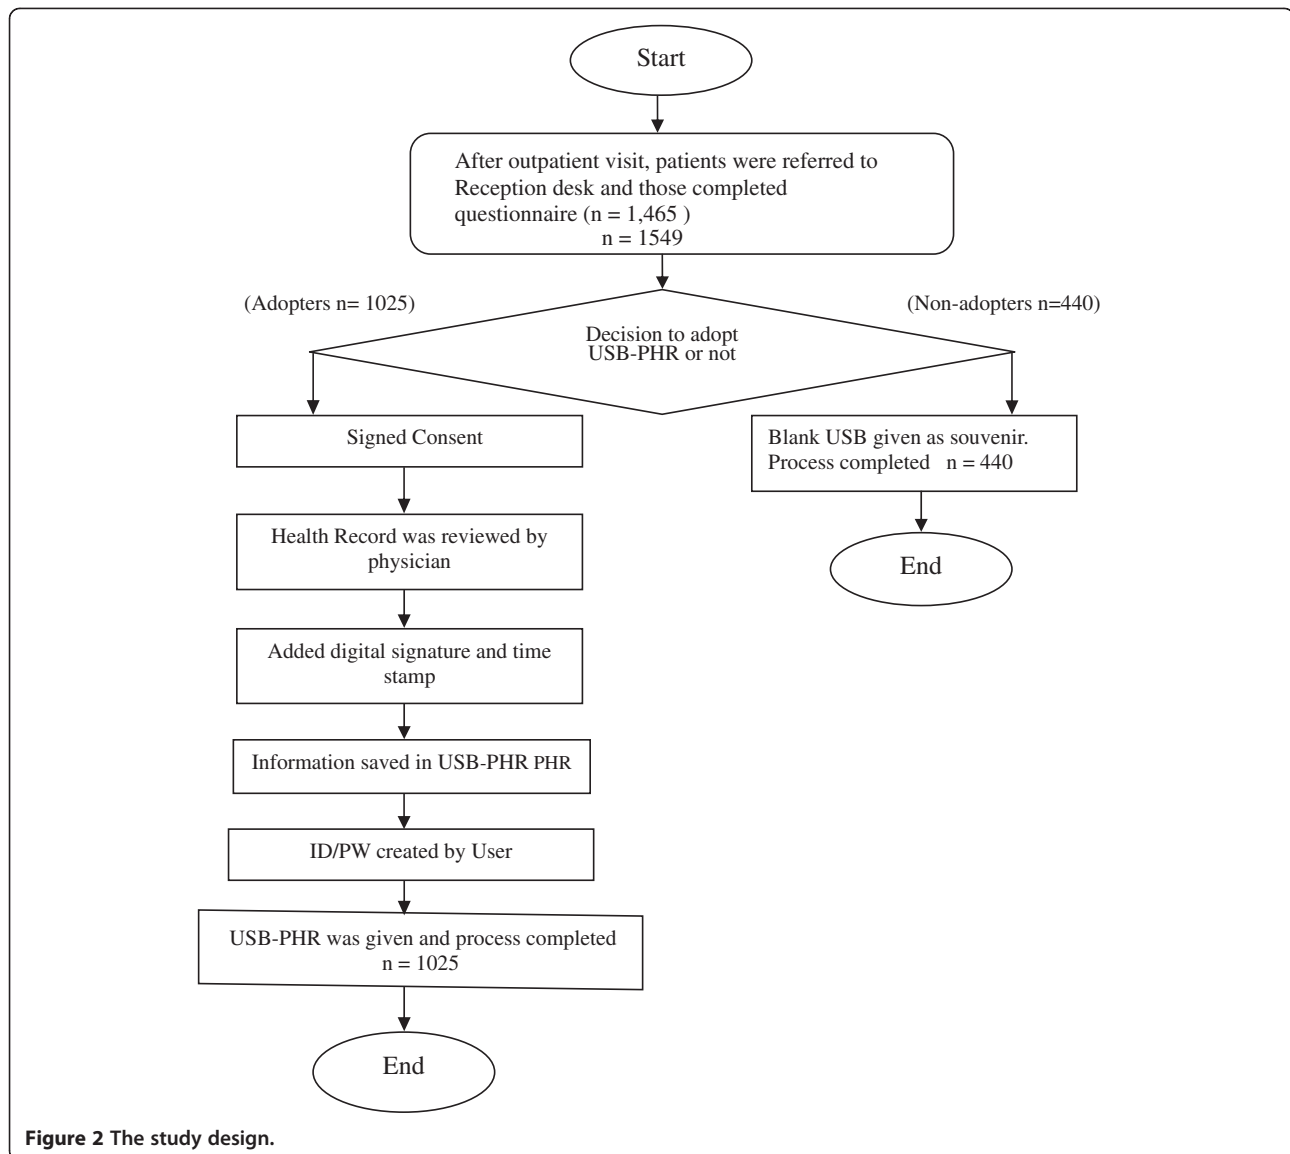 Start
After outpatient visit, patients were referred to
Reception desk and those completed
questionnaire (n = 1,465 )
n = 1549
(Adopters n= 1025)
(Non-adopters n=440)
Decision to adopt
USB-PHR or not
Signed Consent
Blank USB given as souvenir.
Process completed n = 440
Health Record was reviewed by
physician
End
Added digital signature and time
stamp
Information saved in USB-PHR PHR
ID/PW created by User
USB-PHR was given and process completed
n = 1025
End
Figure 2 The study design.